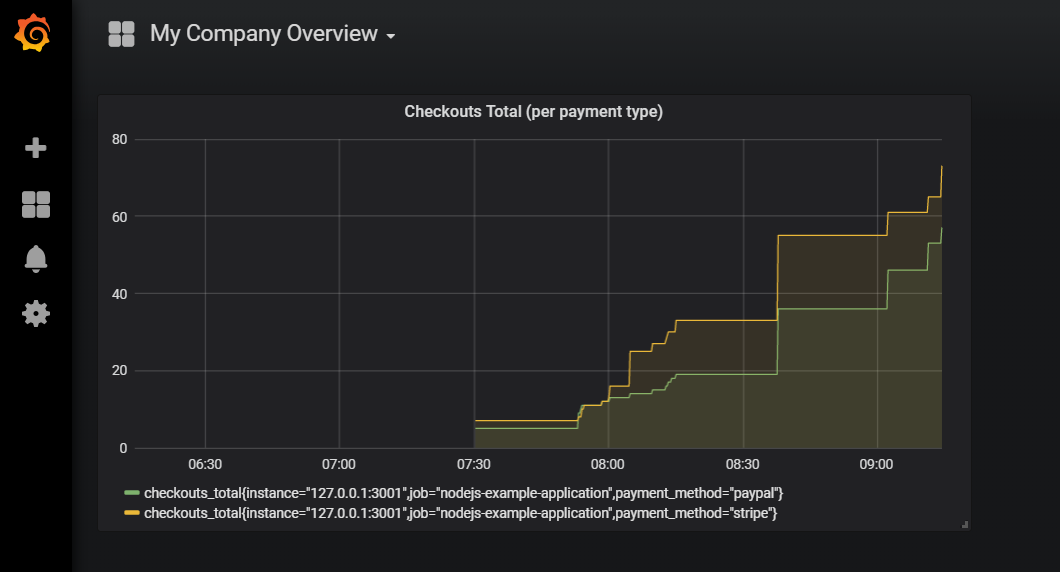 My Company Overview
Checkouts Total (per payment type)
80
60
40
20
0
06:30 07:00 07:30 08:00 08:30 09:00
checkouts_total{instance="127.0.0.1:3001",job="nodejs-example-application",payment_method="paypal"}
checkouts_total{instance="127.0.0.1:3001",job="nodejs-example-application",payment_method="stripe"}